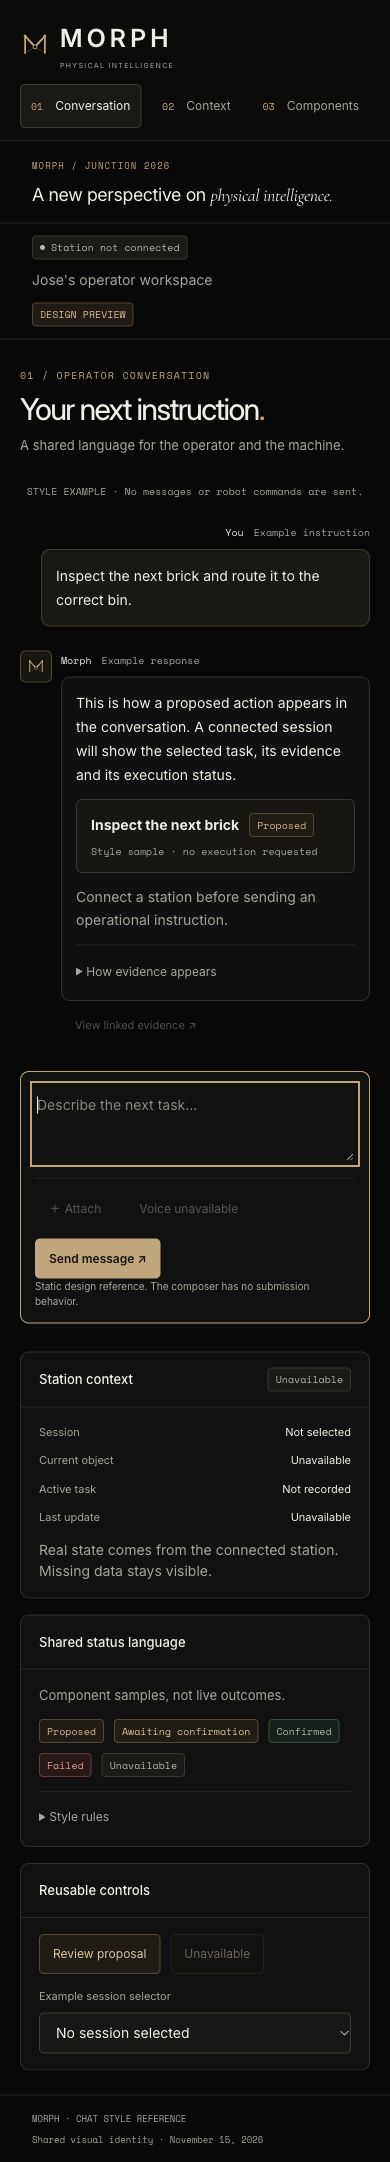 MORPH
PHYSICAL INTELLIGENCE
01 Conversation 02 Context 03 Components
MORPH / JUNCTION 2026
A new perspective on physical intelligence.
Station not connected
Jose's operator workspace
DESIGN PREVIEW
01 / OPERATOR CONVERSATION
Your next instruction.
A shared language for the operator and the machine.
STYLE EXAMPLE · No messages or robot commands are sent.
You Example instruction
Inspect the next brick and route it to the
correct bin.
Morph Example response
This is how a proposed action appears in
the conversation. A connected session
will show the selected task, its evidence
and its execution status.
Inspect the next brick Proposed
Style sample · no execution requested
Connect a station before sending an
operational instruction.
How evidence appears
View linked evidence ↗
Describe the next task...
+ Attach Voice unavailable
Send message ↗
Static design reference. The composer has no submission
behavior.
Station context Unavailable
Session Not selected
Current object Unavailable
Active task Not recorded
Last update Unavailable
Real state comes from the connected station.
Missing data stays visible.
Shared status language
Component samples, not live outcomes.
Proposed Awaiting confirmation Confirmed
Failed Unavailable
Style rules
Reusable controls
Review proposal Unavailable
Example session selector
No session selected
MORPH · CHAT STYLE REFERENCE
Shared visual identity · November 15, 2026